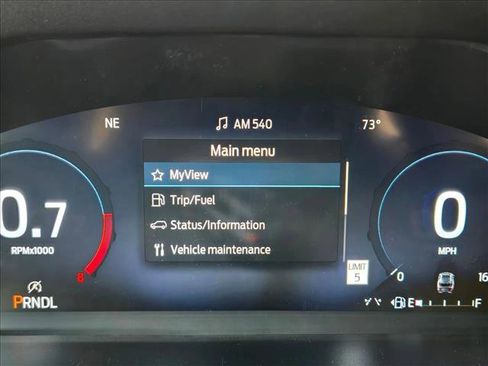 NE
AM 540
73°
Main menu
MyView
Trip/Fuel
Status/Information
Vehicle maintenance
0.7
RPMx1000
8
PRNDL
0
MPH
LIMIT
5
0
16
E
F